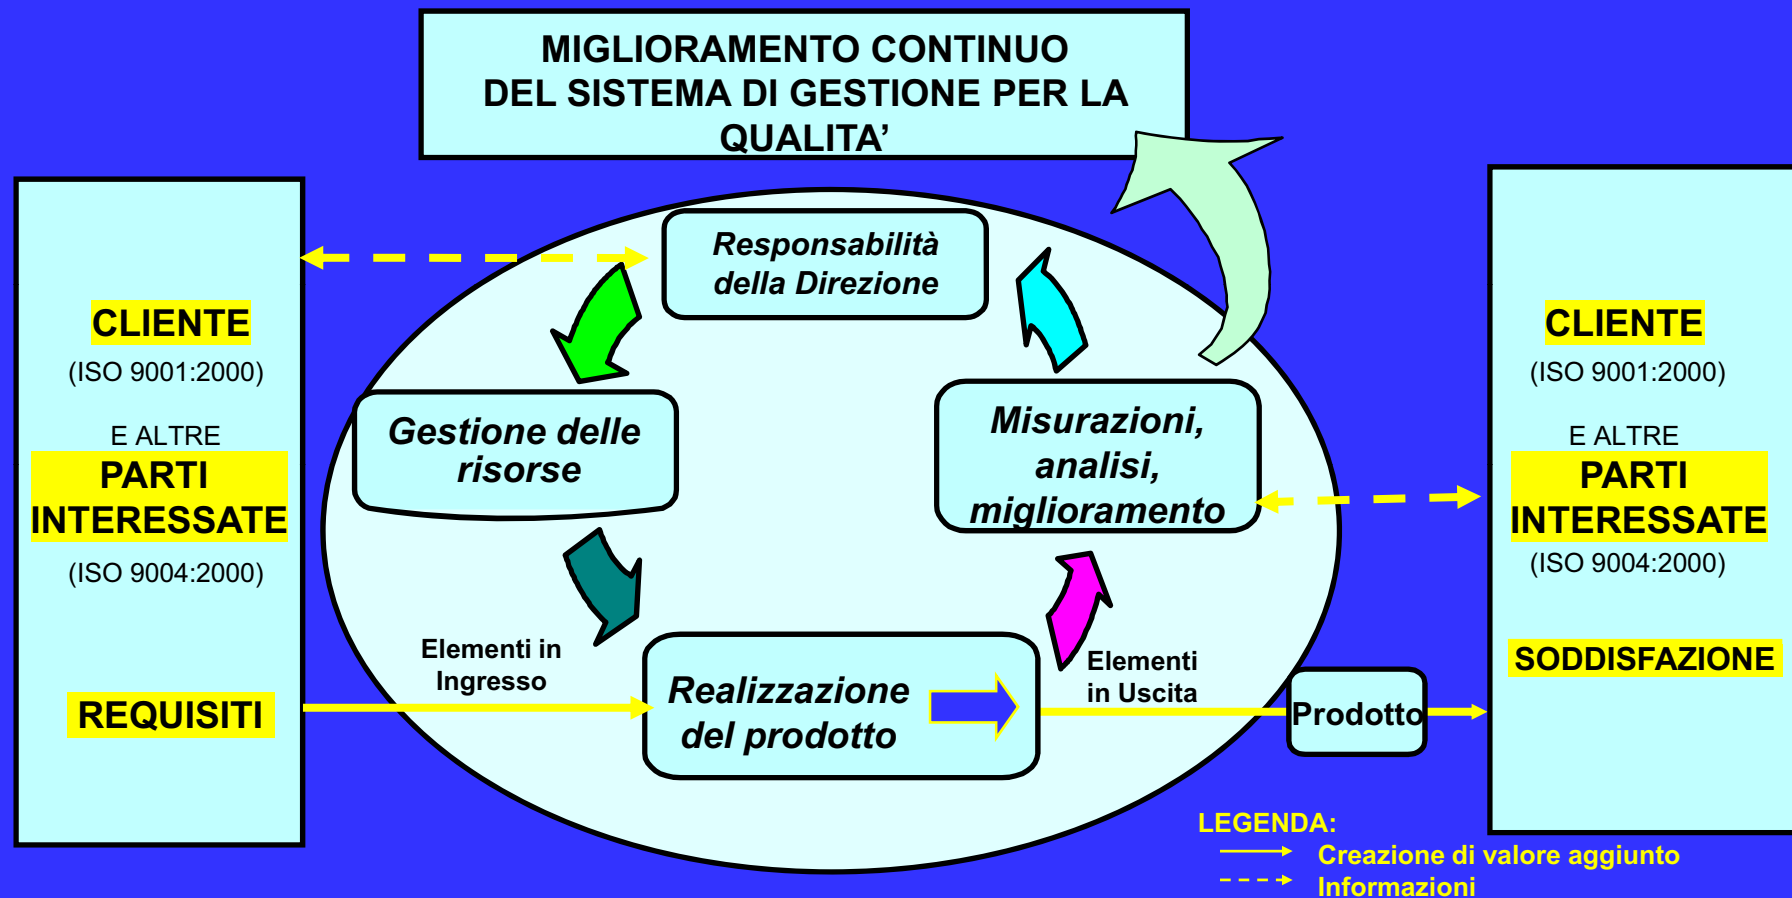 MIGLIORAMENTO CONTINUO
DEL SISTEMA DI GESTIONE PER LA
QUALITA’
CLIENTE
(ISO 9001:2000)
E ALTRE
PARTI
INTERESSATE
(ISO 9004:2000)
REQUISITI
Responsabilità
della Direzione
Gestione delle
risorse
Misurazioni,
analisi,
miglioramento
Elementi in
Ingresso
Realizzazione
del prodotto
Elementi
in Uscita
Prodotto
CLIENTE
(ISO 9001:2000)
E ALTRE
PARTI
INTERESSATE
(ISO 9004:2000)
SODDISFAZIONE
LEGENDA:
Creazione di valore aggiunto
Informazioni